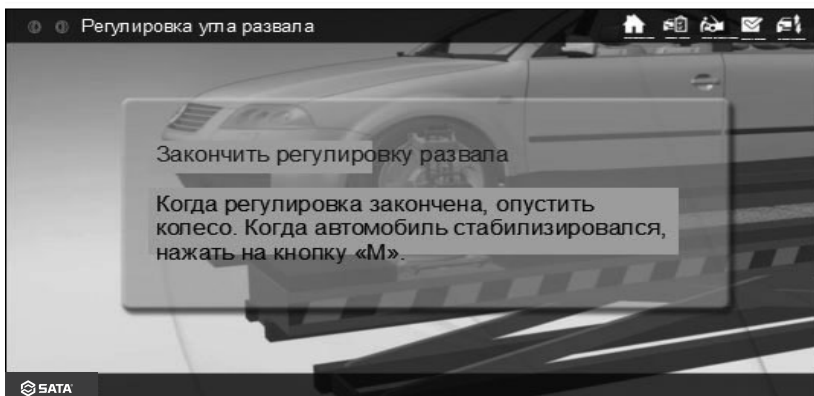 Регулировка угла развала
Закончить регулировку развала
Когда регулировка закончена, опустить
колесо. Когда автомобиль стабилизировался,
нажать на кнопку «М».
SATA